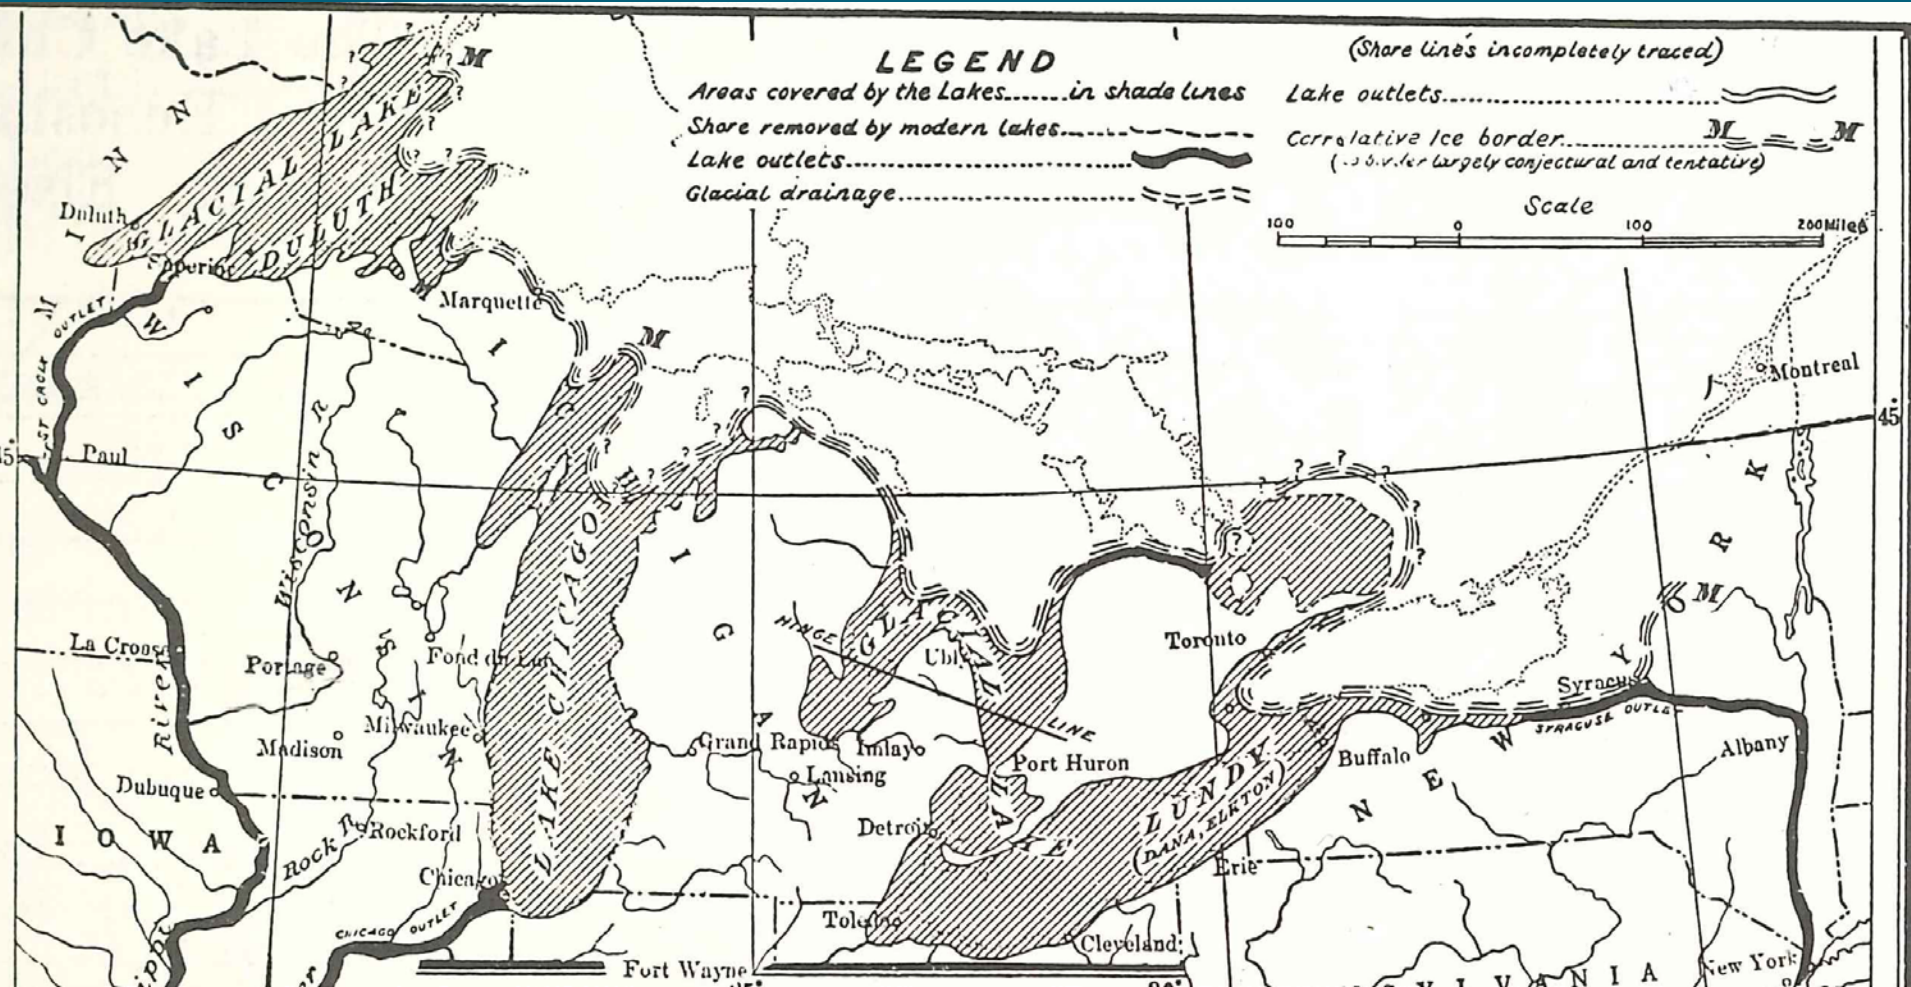 LEGEND
Areas covered by the Lakes.......in shade lines
Shore removed by modern lakes
Lake outlets
Glacial drainage
(Shore lines incompletely traced)
Lake outlets
Correlative Ice border
M M
largely conjectural and tentative)
Scale
100 0 100 200 Miles
M
GLACIAL LAKE
DULUTH
M I N N
Duluth
Superior
Marquette
OUTLET
M
Montreal
45°
Paul
WISCONSIN
Wisconsin R
MICHIGAN
LAKE CHICAGO
HINGE LINE
GLACIAL LAKE
Ubly
Toronto
M
NEW YORK
La Crosse
River
Portage
Fond du Lac
Milwaukee
Madison
Grand Rapids
Imlay
Lansing
Port Huron
Syracuse
SYRACUSE OUTLET
Buffalo
Albany
Dubuque
IOWA
Rock R
Rockford
Detroit
LUNDY
(DANA, ELKTON)
Erie
Chicago
CHICAGO OUTLET
Toledo
Cleveland
Fort Wayne
New York